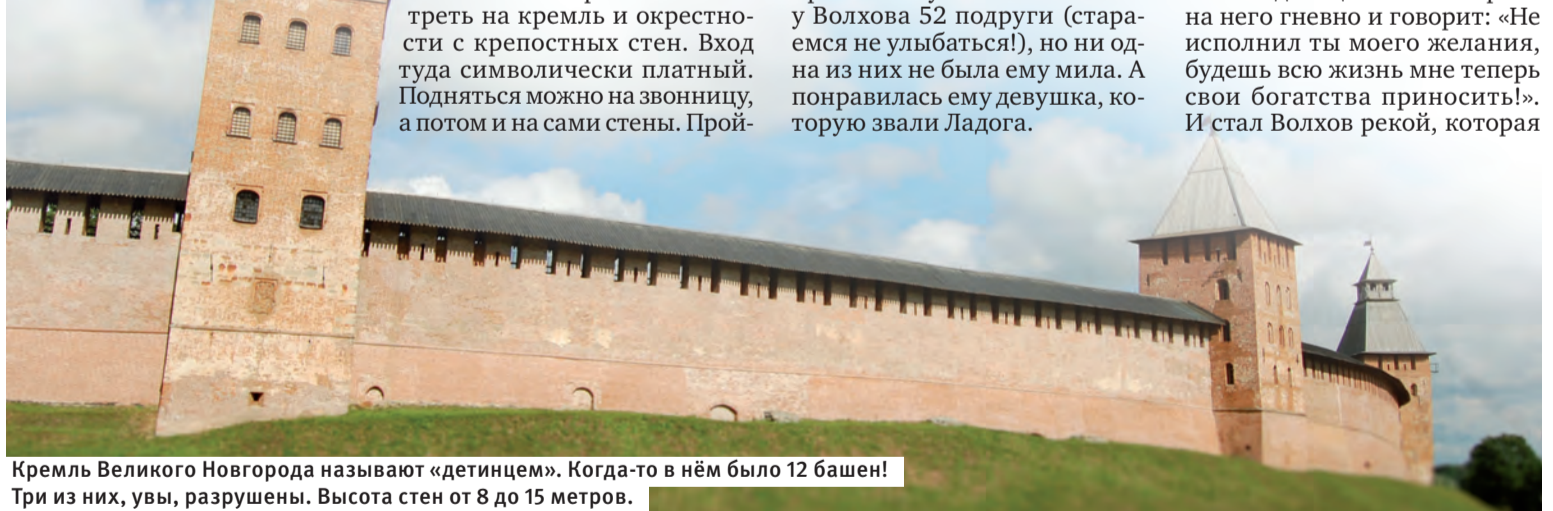 треть на кремль и окрестно-
сти с крепостных стен. Вход
туда символически платный.
Подняться можно на звонницу,
а потом и на сами стены. Прой-
у Волхова 52 подруги (стара-
емся не улыбаться!), но ни од-
на из них не была ему мила. А
понравилась ему девушка, ко-
торую звали Ладога.
на него гневно и говорит: «Не
исполнил ты моего желания,
будешь всю жизнь мне теперь
свои богатства приносить!».
И стал Волхов рекой, которая
Кремль Великого Новгорода называют «детинцем». Когда-то в нём было 12 башен!
Три из них, увы, разрушены. Высота стен от 8 до 15 метров.